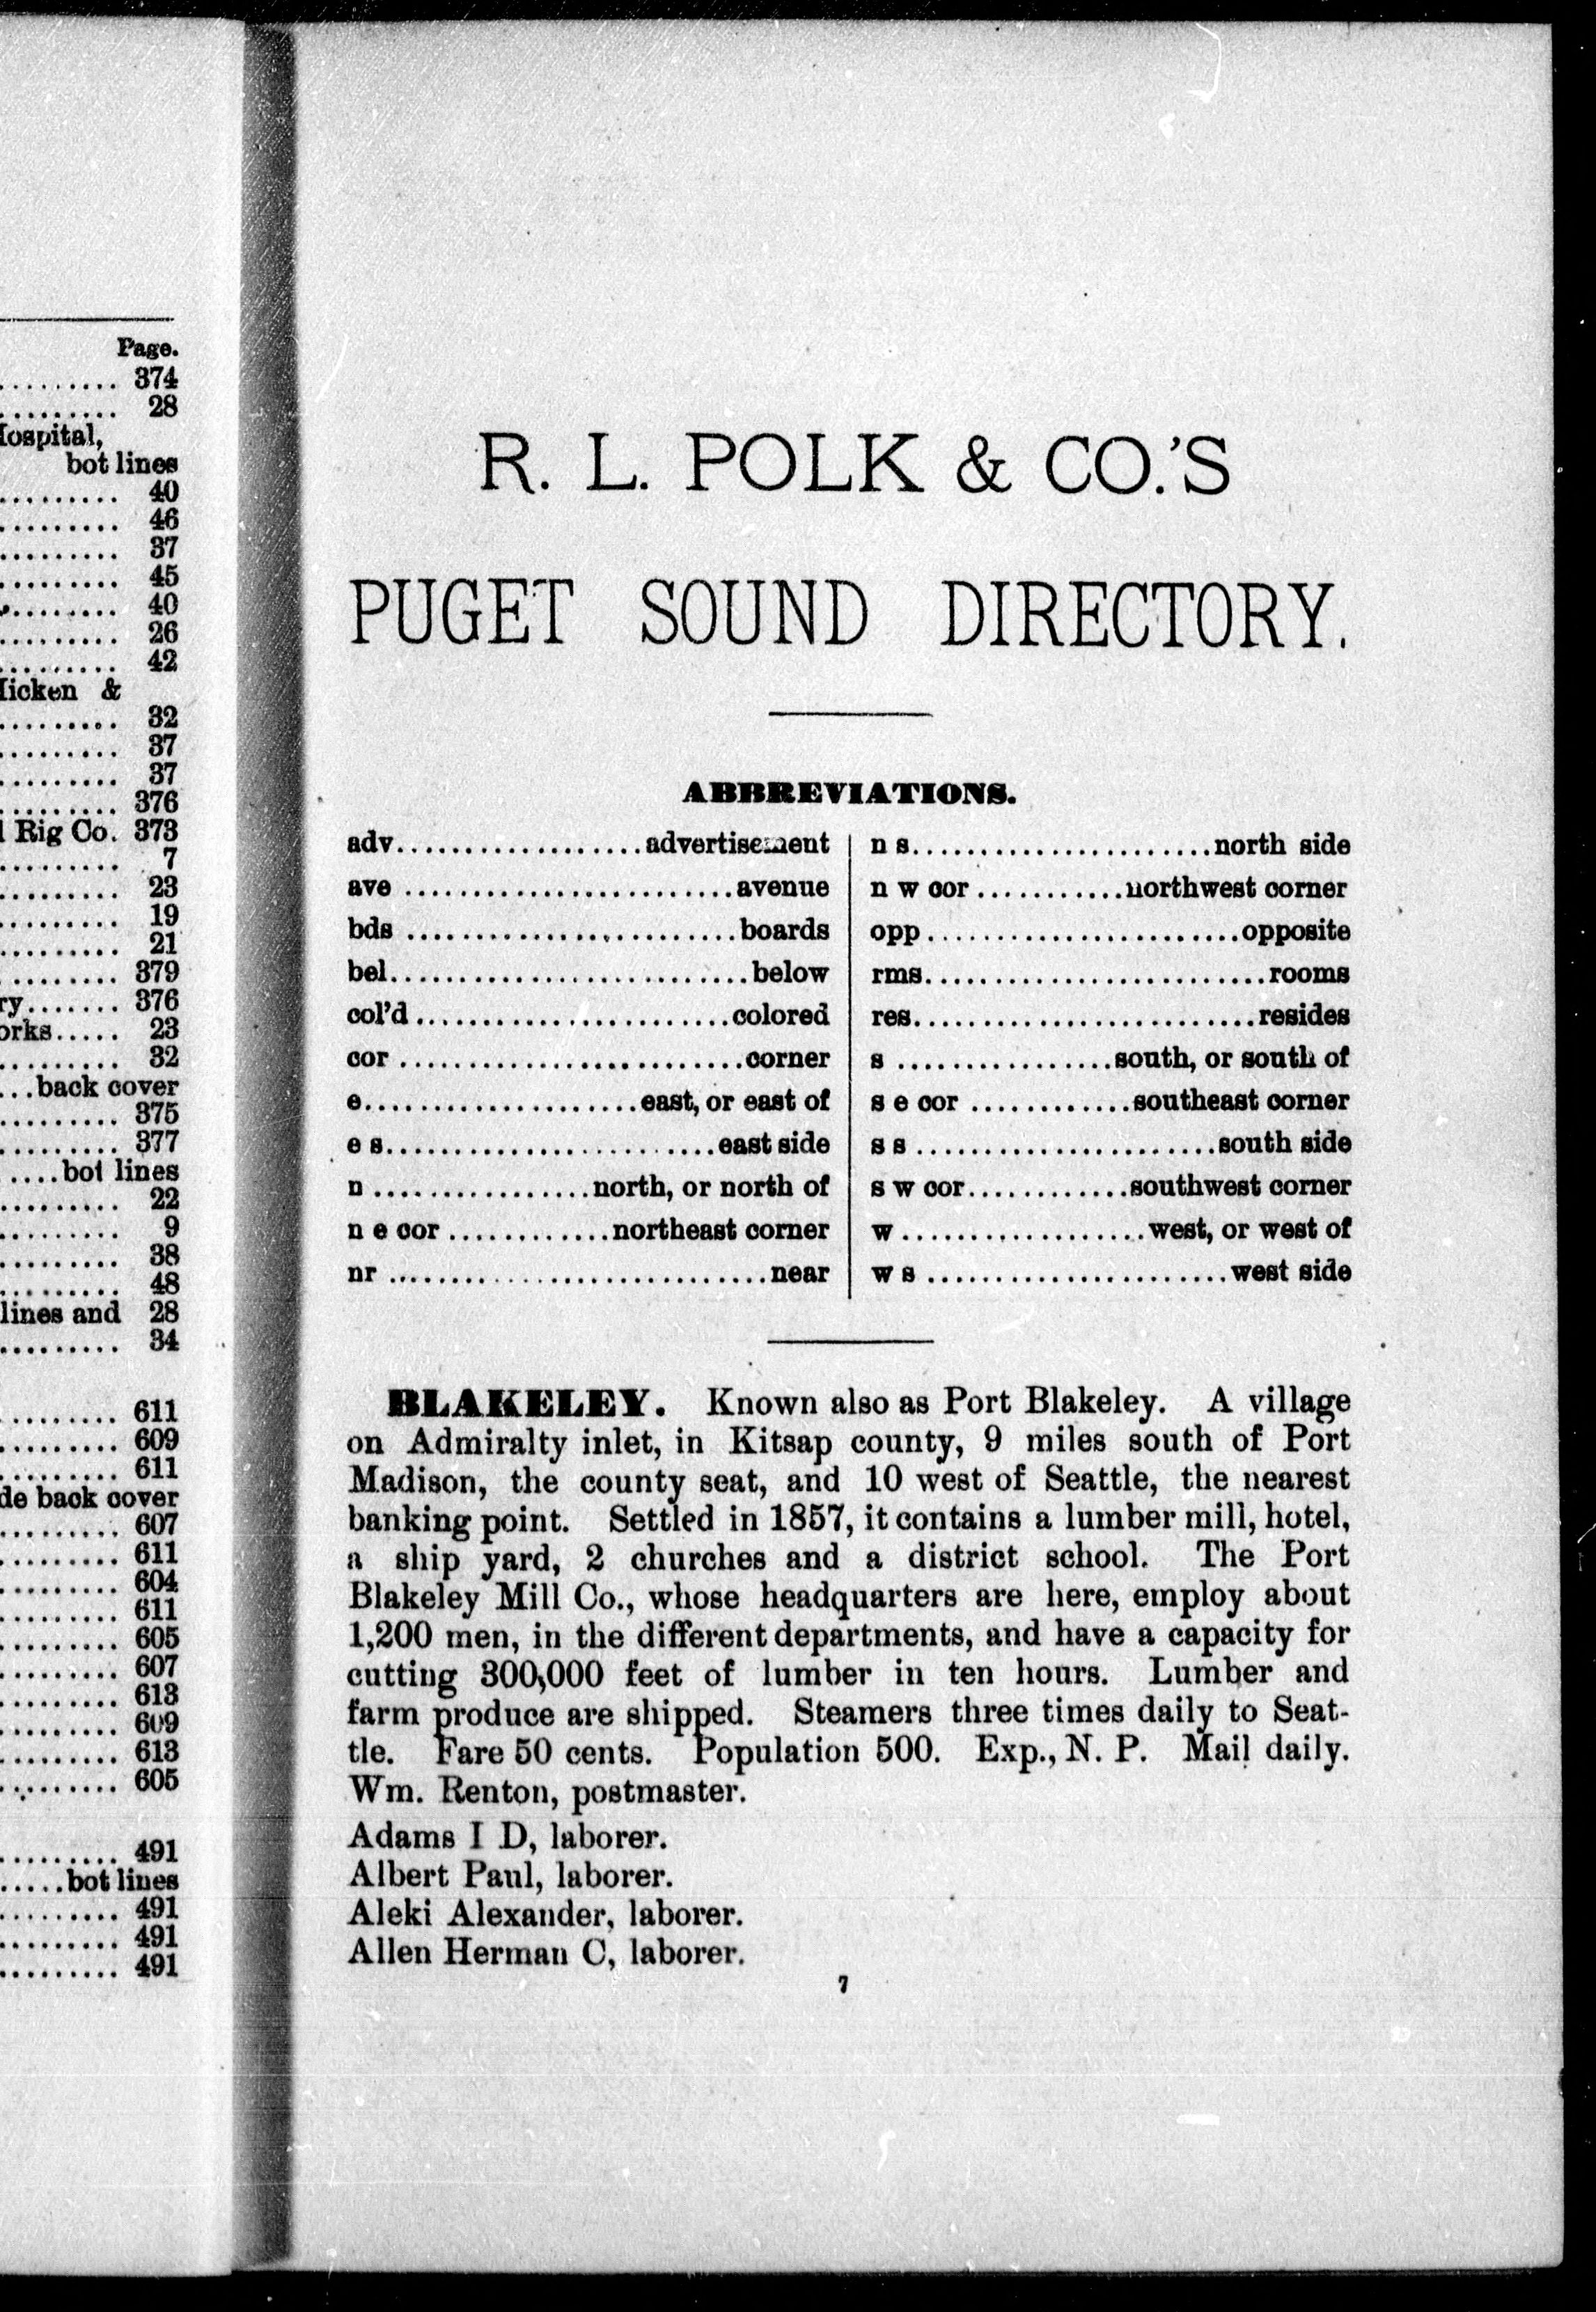 Page.
......... 374
......... 28
Hospital,
bot lines
......... 40
......... 46
......... 37
......... 45
......... 40
......... 26
......... 42
Hicken &
......... 32
......... 37
......... 37
......... 376
Rig Co. 373
......... 7
......... 23
......... 19
......... 21
......... 379
ry....... 376
orks..... 23
......... 32
...back cover
......... 375
......... 377
....bot lines
......... 22
......... 9
......... 38
......... 48
lines and 28
......... 34
......... 611
......... 609
......... 611
de back cover
......... 607
......... 611
......... 604
......... 611
......... 605
......... 607
......... 613
......... 609
......... 613
......... 605
......... 491
.....bot lines
......... 491
......... 491
......... 491
R. L. POLK & CO.'S
PUGET SOUND DIRECTORY.
ABBREVIATIONS.
adv...................advertisement
ave .........................avenue
bds .........................boards
bel...........................below
col'd........................colored
cor ..........................corner
e.....................east, or east of
e s.........................east side
n .................north, or north of
n e cor ............northeast corner
nr .............................near
n s.......................north side
n w cor ...........northwest corner
opp........................opposite
rms..........................rooms
res..........................resides
s .................south, or south of
s e cor ............southeast corner
s s.......................south side
s w cor............southwest corner
w...................west, or west of
w s .......................west side
BLAKELEY. Known also as Port Blakeley. A village
on Admiralty inlet, in Kitsap county, 9 miles south of Port
Madison, the county seat, and 10 west of Seattle, the nearest
banking point. Settled in 1857, it contains a lumber mill, hotel,
a ship yard, 2 churches and a district school. The Port
Blakeley Mill Co., whose headquarters are here, employ about
1,200 men, in the different departments, and have a capacity for
cutting 300,000 feet of lumber in ten hours. Lumber and
farm produce are shipped. Steamers three times daily to Seat-
tle. Fare 50 cents. Population 500. Exp., N. P. Mail daily.
Wm. Renton, postmaster.
Adams I D, laborer.
Albert Paul, laborer.
Aleki Alexander, laborer.
Allen Herman C, laborer.
7